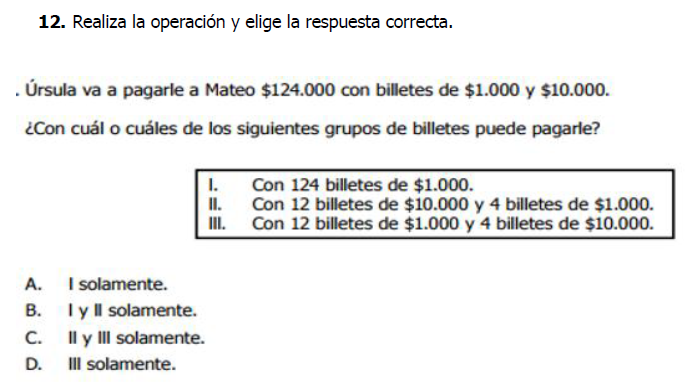 12. Realiza la operación y elige la respuesta correcta.
. Úrsula va a pagarle a Mateo $124.000 con billetes de $1.000 y $10.000.
¿Con cuál o cuáles de los siguientes grupos de billetes puede pagarle?
I. Con 124 billetes de $1.000.
II. Con 12 billetes de $10.000 y 4 billetes de $1.000.
III. Con 12 billetes de $1.000 y 4 billetes de $10.000.
A. I solamente.
B. I y II solamente.
C. II y III solamente.
D. III solamente.